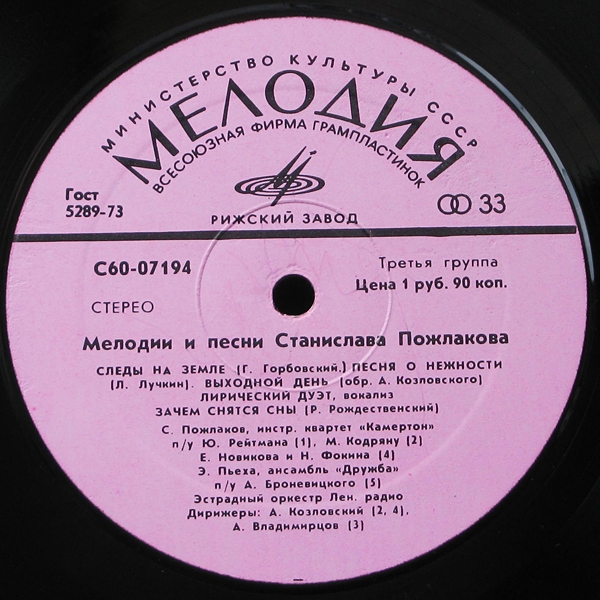 МИНИСТЕРСТВО КУЛЬТУРЫ СССР
МЕЛОДИЯ
ВСЕСОЮЗНАЯ ФИРМА ГРАМПЛАСТИНОК
Гост
5289-73
РИЖСКИЙ ЗАВОД
33
С60-07194
Третья группа
Цена 1 руб. 90 коп.
СТЕРЕО
Мелодии и песни Станислава Пожлакова
СЛЕДЫ НА ЗЕМЛЕ (Г. Горбовский.) ПЕСНЯ О НЕЖНОСТИ
(Л. Лучкин). ВЫХОДНОЙ ДЕНЬ (обр. А. Козловского)
ЛИРИЧЕСКИЙ ДУЭТ, вокализ
ЗАЧЕМ СНЯТСЯ СНЫ (Р. Рождественский)
С. Пожлаков, инстр. квартет «Камертон»
п/у Ю. Рейтмана (1), М. Кодряну (2)
Е. Новикова и Н. Фокина (4)
Э. Пьеха, ансамбль «Дружба»
п/у А. Броневицкого (5)
Эстрадный оркестр Лен. радио
Дирижеры: А. Козловский (2, 4),
А. Владимирцов (3)